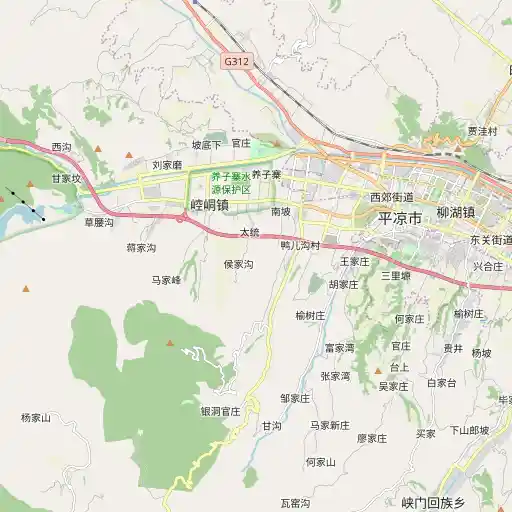 G312
贾洼村
坡底下
官庄
西沟
刘家磨
甘家坟
养子寨水
源保护区
养子寨
西郊街道
崆峒镇
南坡
平凉市
柳湖镇
草腰沟
太统
东关街道
蒋家沟
鸭儿沟村
侯家沟
王家庄
兴合庄
三里塬
马家峰
胡家庄
榆树庄
何家庄
榆树庄
富家湾
官庄
贵井
杨坡
台上
张家湾
吴家庄
白家台
邹家庄
银洞官庄
杨家山
甘沟
马家新庄
下山郎坡
廖家庄
买家
何家山
瓦窑沟
峡门回族乡